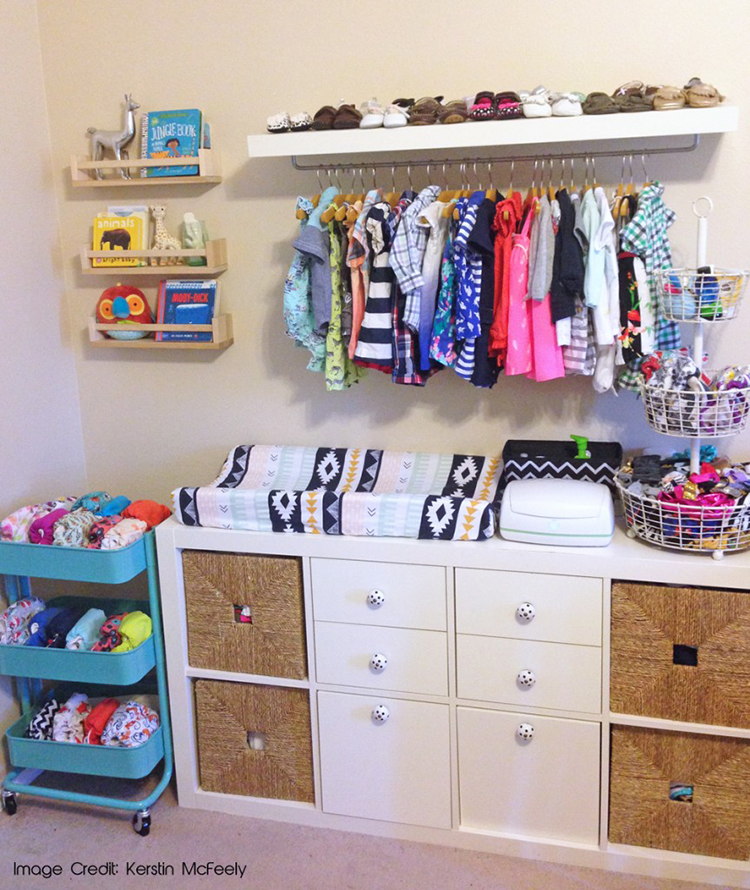 JUNGLE BOOK
animals
MOBY-DICK
Image Credit: Kerstin McFeely